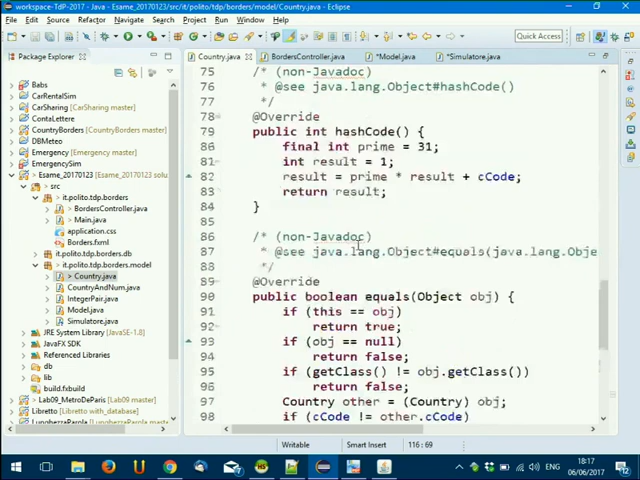 workspace-TdP-2017 - Java - Esame_20170123/src/it/polito/tdp/borders/model/Country.java - Eclipse
File Edit Source Refactor Navigate Search Project Run Window Help
Quick Access
Package Explorer
Babs
CarRentalSim
CarSharing [CarSharing master]
ContaLettere
CountryBorders [CountryBorders master]
DBMeteo
Emergency [Emergency master]
EmergencySim
> Esame_20170123 [Esame_20170123 solu
> src
it.polito.tdp.borders
> BordersController.java
> Main.java
application.css
Borders.fxml
it.polito.tdp.borders.db
> it.polito.tdp.borders.model
> Country.java
CountryAndNum.java
IntegerPair.java
Model.java
Simulatore.java
JRE System Library [JavaSE-1.8]
JavaFX SDK
Referenced Libraries
db
lib
build.fxbuild
Lab09_MetroDeParis
Libretto [Libretto with_database]
LunghezzaParola [LunghezzaParola master]
Country.java
BordersController.java
*Model.java
*Simulatore.java
75 /* (non-Javadoc)
76 * @see java.lang.Object#hashCode()
77 */
78 @Override
79 public int hashCode() {
80 final int prime = 31;
81 int result = 1;
82 result = prime * result + cCode;
83 return result;
84 }
85
86 /* (non-Javadoc)
87 * @see java.lang.Object#equals(java.lang.Obje
88 */
89 @Override
90 public boolean equals(Object obj) {
91 if (this == obj)
92 return true;
93 if (obj == null)
94 return false;
95 if (getClass() != obj.getClass())
96 return false;
97 Country other = (Country) obj;
98 if (cCode != other.cCode)
Writable
Smart Insert
116 : 69
ENG
18:17
06/06/2017